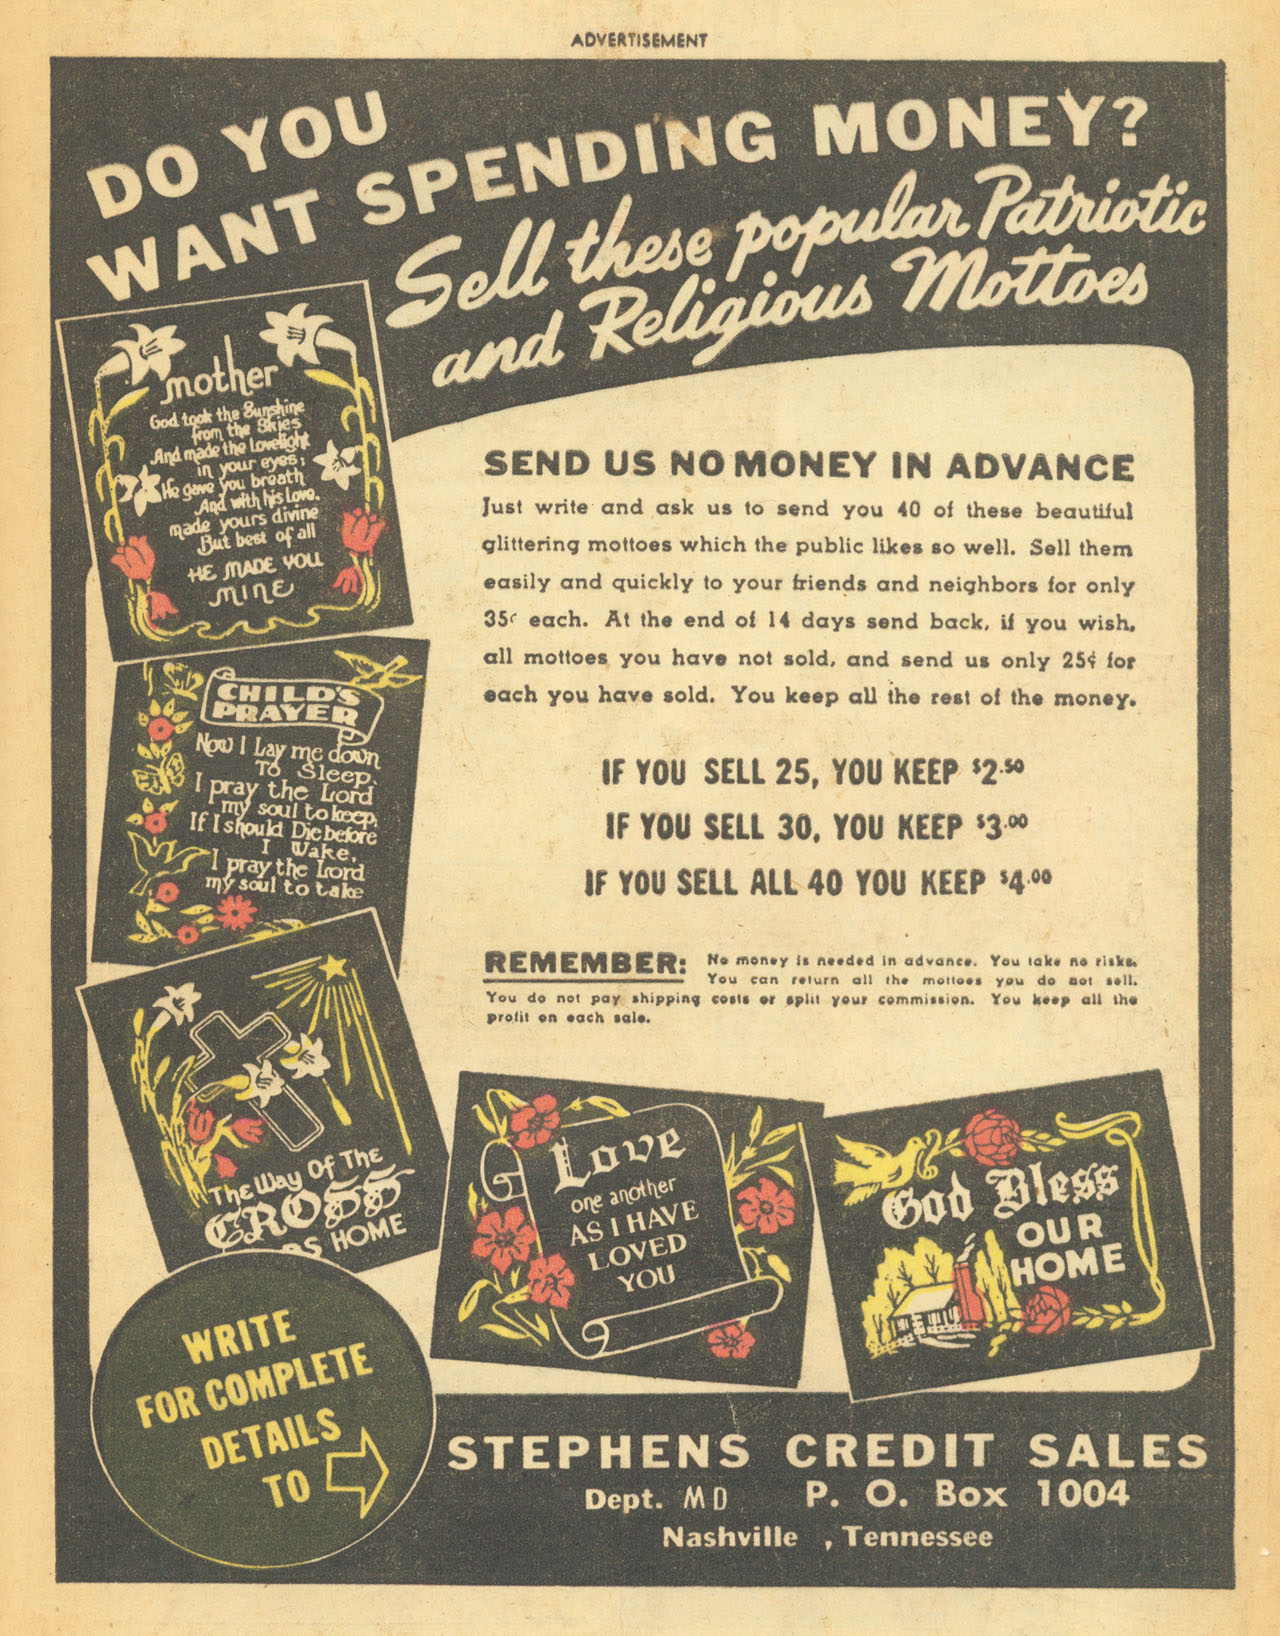 ADVERTISEMENT
DO YOU
WANT SPENDING MONEY?
Sell these popular Patriotic
and Religious Mottoes
mother
God took the Sunshine
from the Skies
And made the Lovelight
in your eyes;
He gave you breath
And with his Love,
made yours divine
But best of all
HE MADE YOU
MINE
CHILD'S
PRAYER
Now I Lay me down
To Sleep.
I pray the Lord
my soul to keep,
If I should Die before
I Wake,
I pray the Lord
my soul to take
The Way Of The
CROSS
DS HOME
SEND US NO MONEY IN ADVANCE
Just write and ask us to send you 40 of these beautiful
glittering mottoes which the public likes so well. Sell them
easily and quickly to your friends and neighbors for only
35¢ each. At the end of 14 days send back, if you wish,
all mottoes you have not sold, and send us only 25¢ for
each you have sold. You keep all the rest of the money.
IF YOU SELL 25, YOU KEEP $2.50
IF YOU SELL 30, YOU KEEP $3.00
IF YOU SELL ALL 40 YOU KEEP $4.00
REMEMBER: No money is needed in advance. You take no risks.
You can return all the mottoes you do not sell.
You do not pay shipping costs or split your commission. You keep all the
profit on each sale.
Love
one another
AS I HAVE
LOVED
YOU
God Bless
OUR
HOME
WRITE
FOR COMPLETE
DETAILS
TO
STEPHENS CREDIT SALES
Dept. MD P. O. Box 1004
Nashville , Tennessee